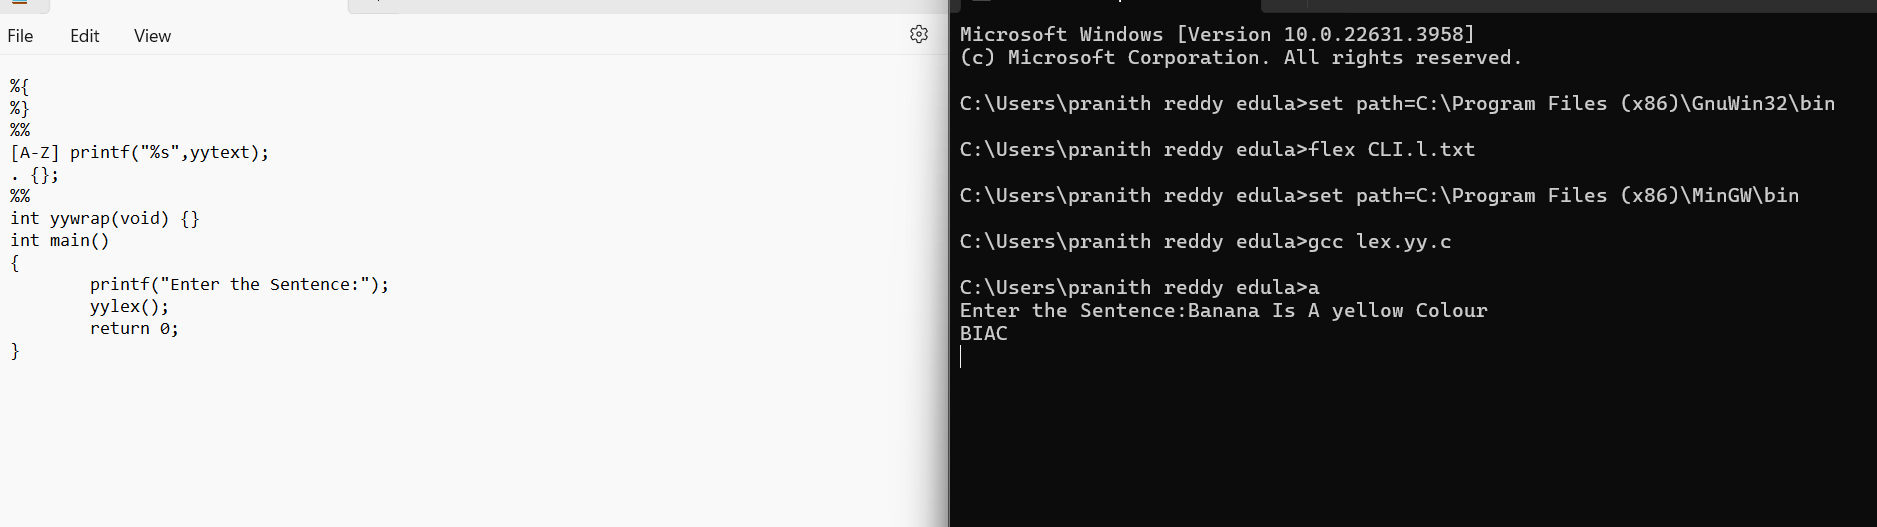 File Edit View
%{
%}
%%
[A-Z] printf("%s",yytext);
. {};
%%
int yywrap(void) {}
int main()
{
printf("Enter the Sentence:");
yylex();
return 0;
}
Microsoft Windows [Version 10.0.22631.3958]
(c) Microsoft Corporation. All rights reserved.
C:\Users\pranith reddy edula>set path=C:\Program Files (x86)\GnuWin32\bin
C:\Users\pranith reddy edula>flex CLI.l.txt
C:\Users\pranith reddy edula>set path=C:\Program Files (x86)\MinGW\bin
C:\Users\pranith reddy edula>gcc lex.yy.c
C:\Users\pranith reddy edula>a
Enter the Sentence:Banana Is A yellow Colour
BIAC